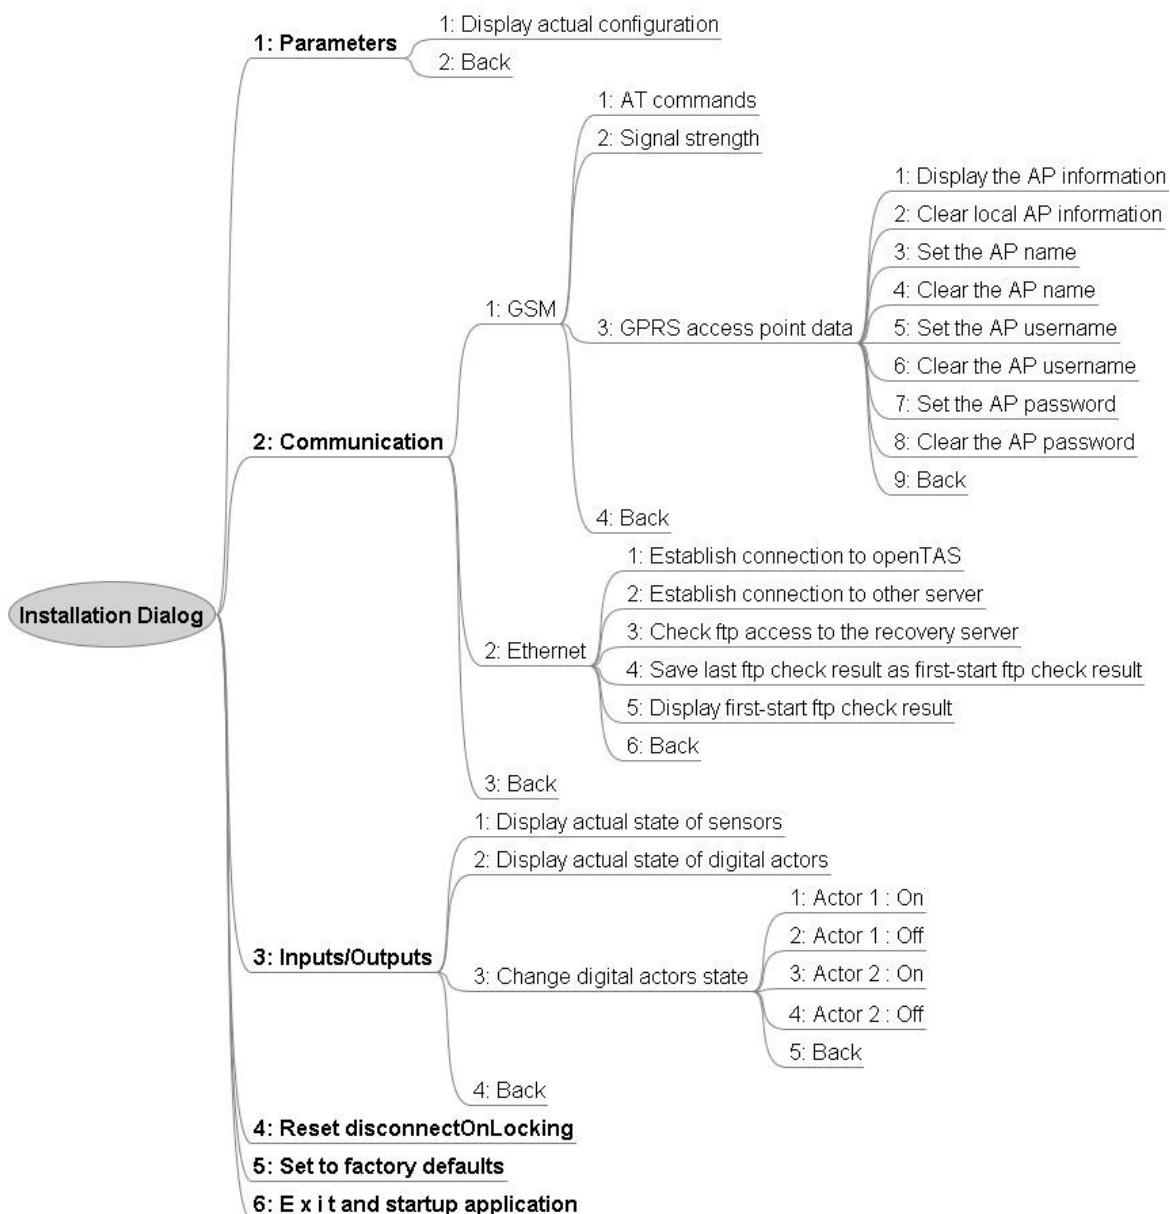 Installation Dialog
1: Parameters
1: Display actual configuration
2: Back
2: Communication
1: GSM
1: AT commands
2: Signal strength
3: GPRS access point data
1: Display the AP information
2: Clear local AP information
3: Set the AP name
4: Clear the AP name
5: Set the AP username
6: Clear the AP username
7: Set the AP password
8: Clear the AP password
9: Back
4: Back
2: Ethernet
1: Establish connection to openTAS
2: Establish connection to other server
3: Check ftp access to the recovery server
4: Save last ftp check result as first-start ftp check result
5: Display first-start ftp check result
6: Back
3: Back
3: Inputs/Outputs
1: Display actual state of sensors
2: Display actual state of digital actors
3: Change digital actors state
1: Actor 1 : On
2: Actor 1 : Off
3: Actor 2 : On
4: Actor 2 : Off
5: Back
4: Back
4: Reset disconnectOnLocking
5: Set to factory defaults
6: E x i t and startup application